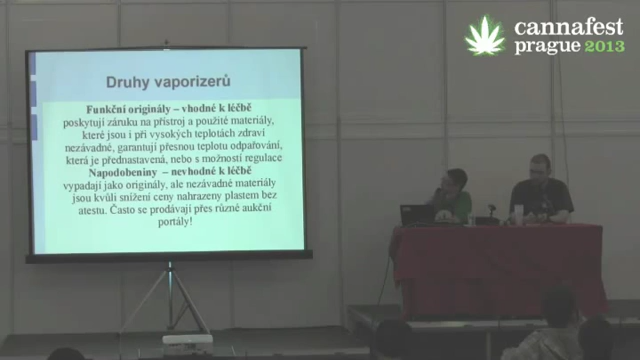 cannafest
prague 2013
Druhy vaporizerů
Funkční originály – vhodné k léčbě
poskytují záruku na přístroj a použité materiály,
které jsou i při vysokých teplotách zdraví
nezávadné, garantují přesnou teplotu odpařování,
která je přednastavená, nebo s možností regulace
Napodobeniny – nevhodné k léčbě
vypadají jako originály, ale nezávadné materiály
jsou kvůli snížení ceny nahrazeny plastem bez
atestu. Často se prodávají přes různé aukční
portály!